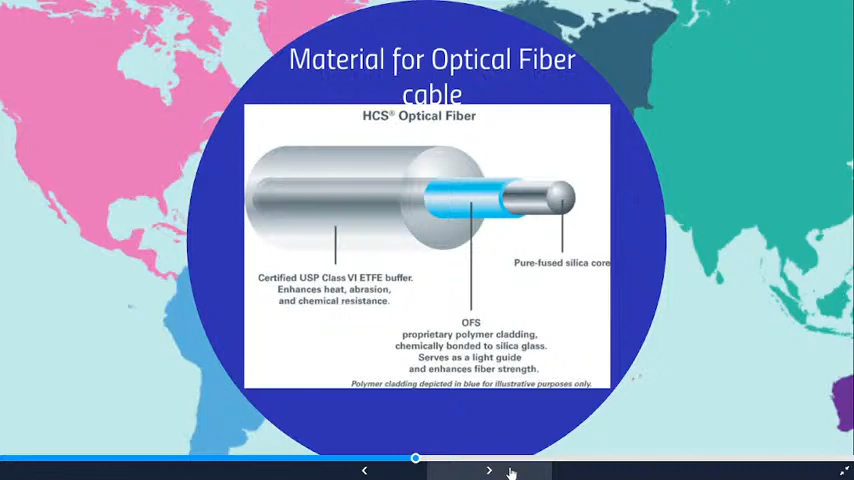 Material for Optical Fiber
cable
HCS® Optical Fiber
Pure-fused silica core
Certified USP Class VI ETFE buffer.
Enhances heat, abrasion,
and chemical resistance.
OFS
proprietary polymer cladding,
chemically bonded to silica glass.
Serves as a light guide
and enhances fiber strength.
Polymer cladding depicted in blue for illustrative purposes only.